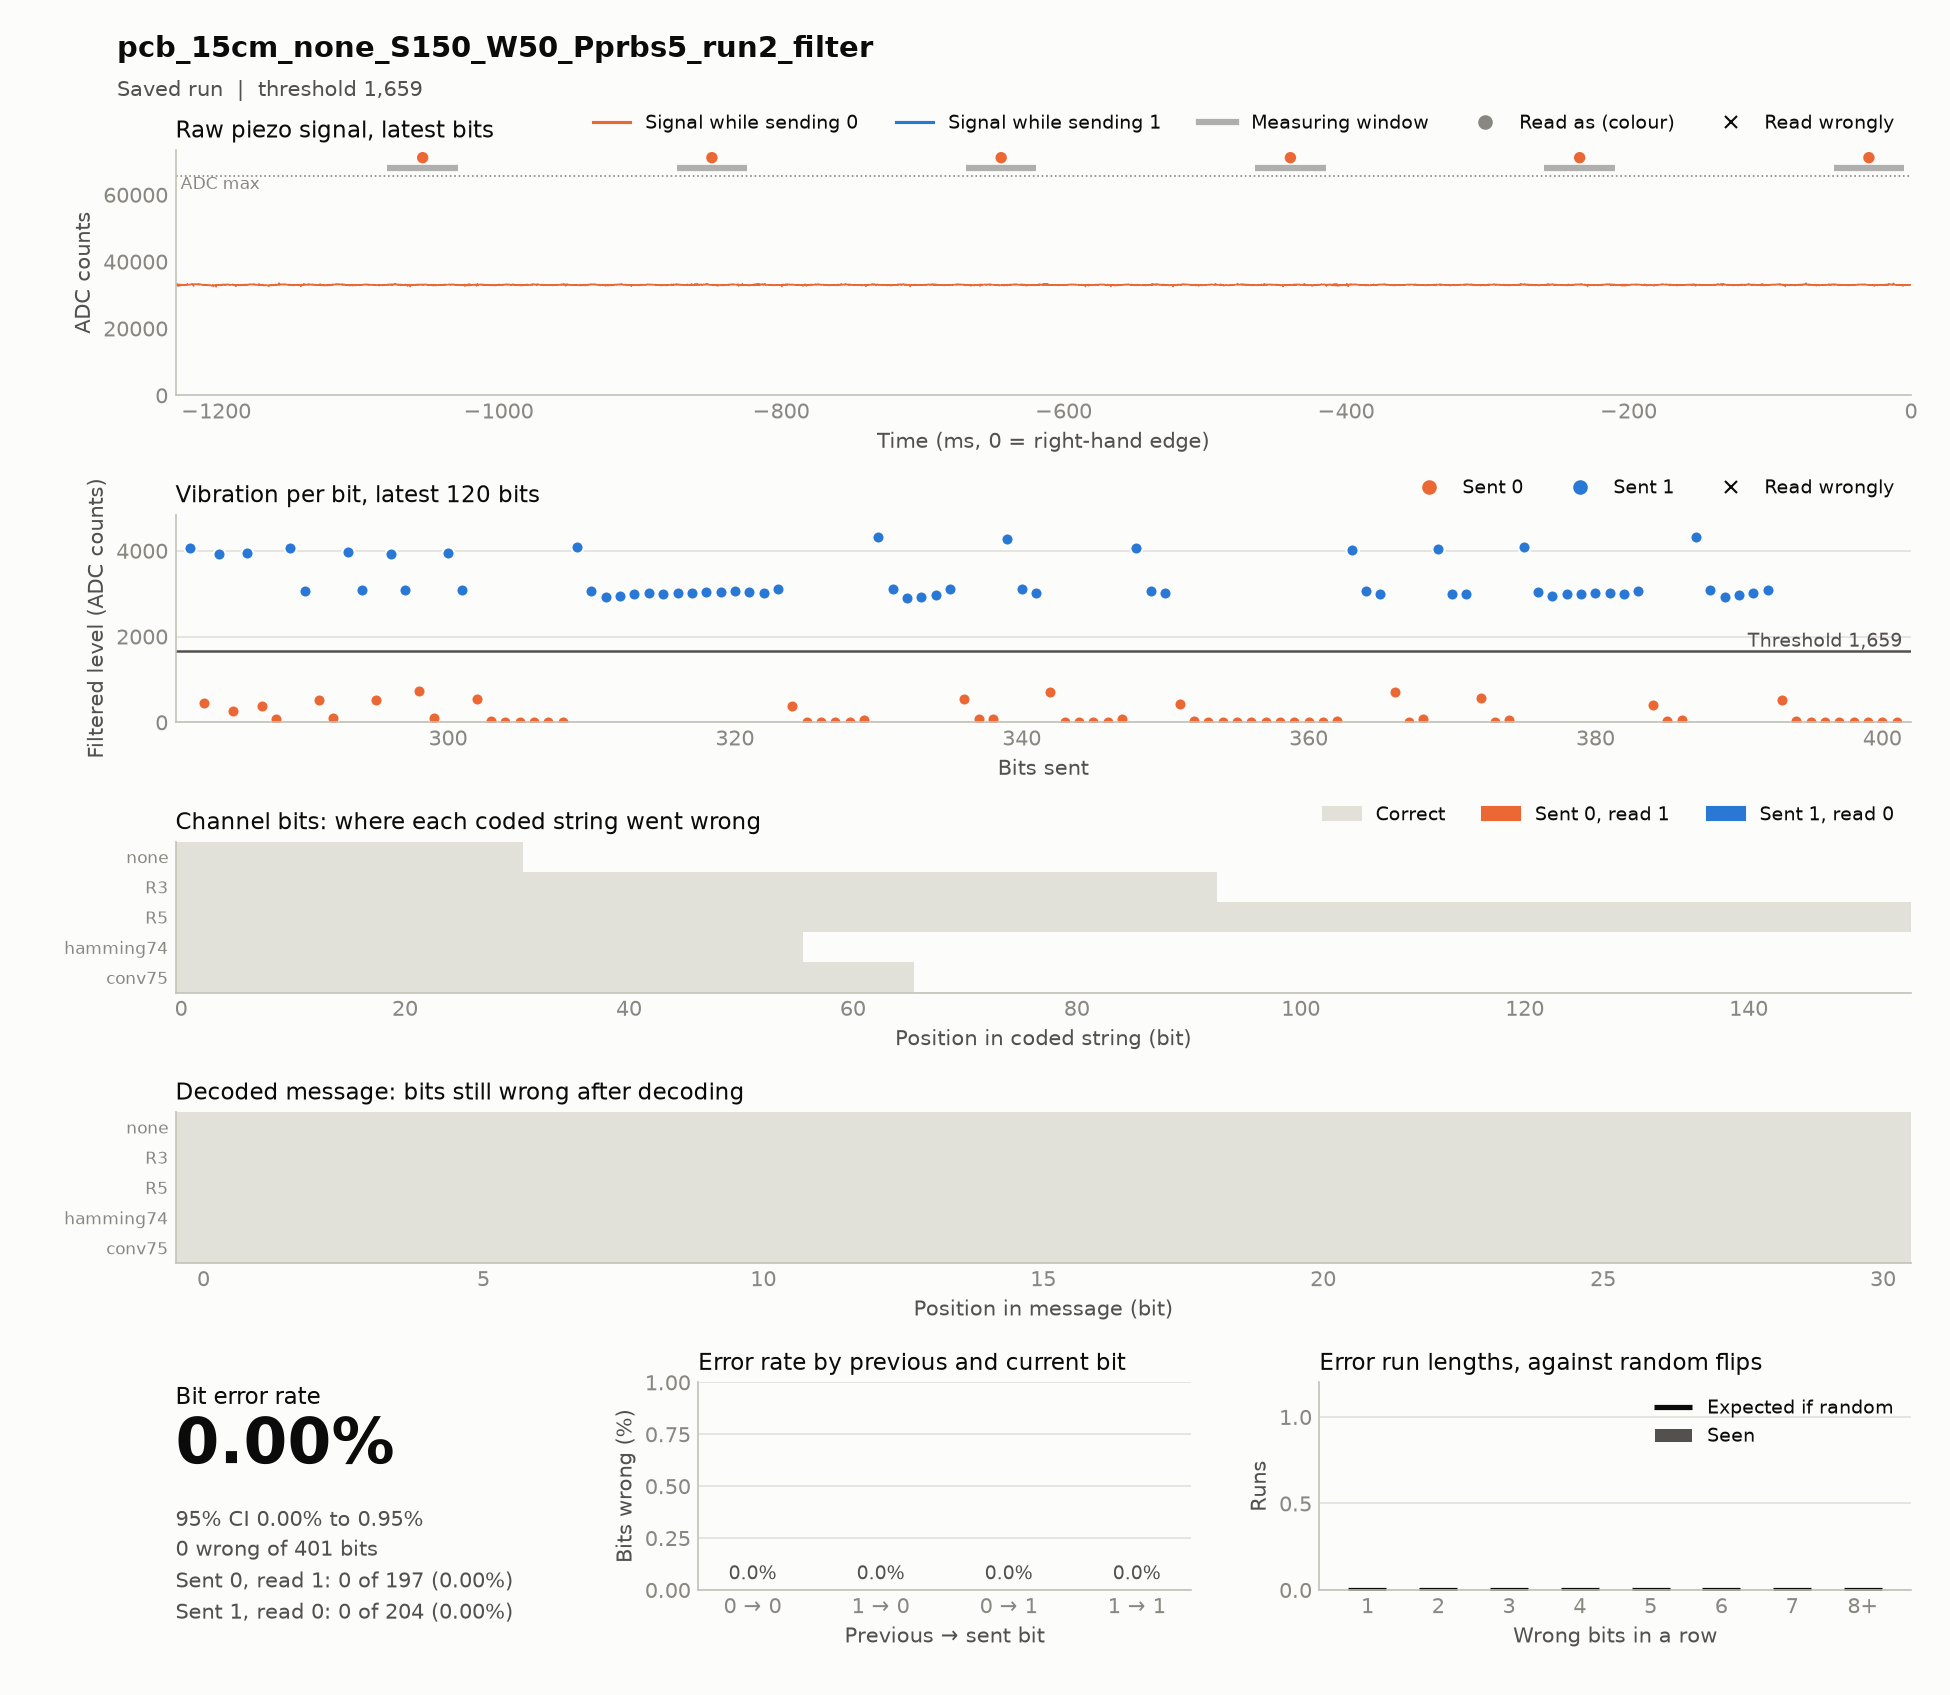 pcb_15cm_none_S150_W50_Pprbs5_run2_filter
Saved run | threshold 1,659
Raw piezo signal, latest bits
Signal while sending 0
Signal while sending 1
Measuring window
Read as (colour)
Read wrongly
ADC max
ADC counts
60000
40000
20000
0
−1200 −1000 −800 −600 −400 −200 0
Time (ms, 0 = right-hand edge)
Vibration per bit, latest 120 bits
Sent 0
Sent 1
Read wrongly
Filtered level (ADC counts)
4000
2000
0
Threshold 1,659
300 320 340 360 380 400
Bits sent
Channel bits: where each coded string went wrong
Correct
Sent 0, read 1
Sent 1, read 0
none
R3
R5
hamming74
conv75
0 20 40 60 80 100 120 140
Position in coded string (bit)
Decoded message: bits still wrong after decoding
none
R3
R5
hamming74
conv75
0 5 10 15 20 25 30
Position in message (bit)
Bit error rate
0.00%
95% CI 0.00% to 0.95%
0 wrong of 401 bits
Sent 0, read 1: 0 of 197 (0.00%)
Sent 1, read 0: 0 of 204 (0.00%)
Error rate by previous and current bit
Bits wrong (%)
1.00
0.75
0.50
0.25
0.00
0.0% 0.0% 0.0% 0.0%
0 → 0 1 → 0 0 → 1 1 → 1
Previous → sent bit
Error run lengths, against random flips
Expected if random
Seen
Runs
1.0
0.5
0.0
1 2 3 4 5 6 7 8+
Wrong bits in a row